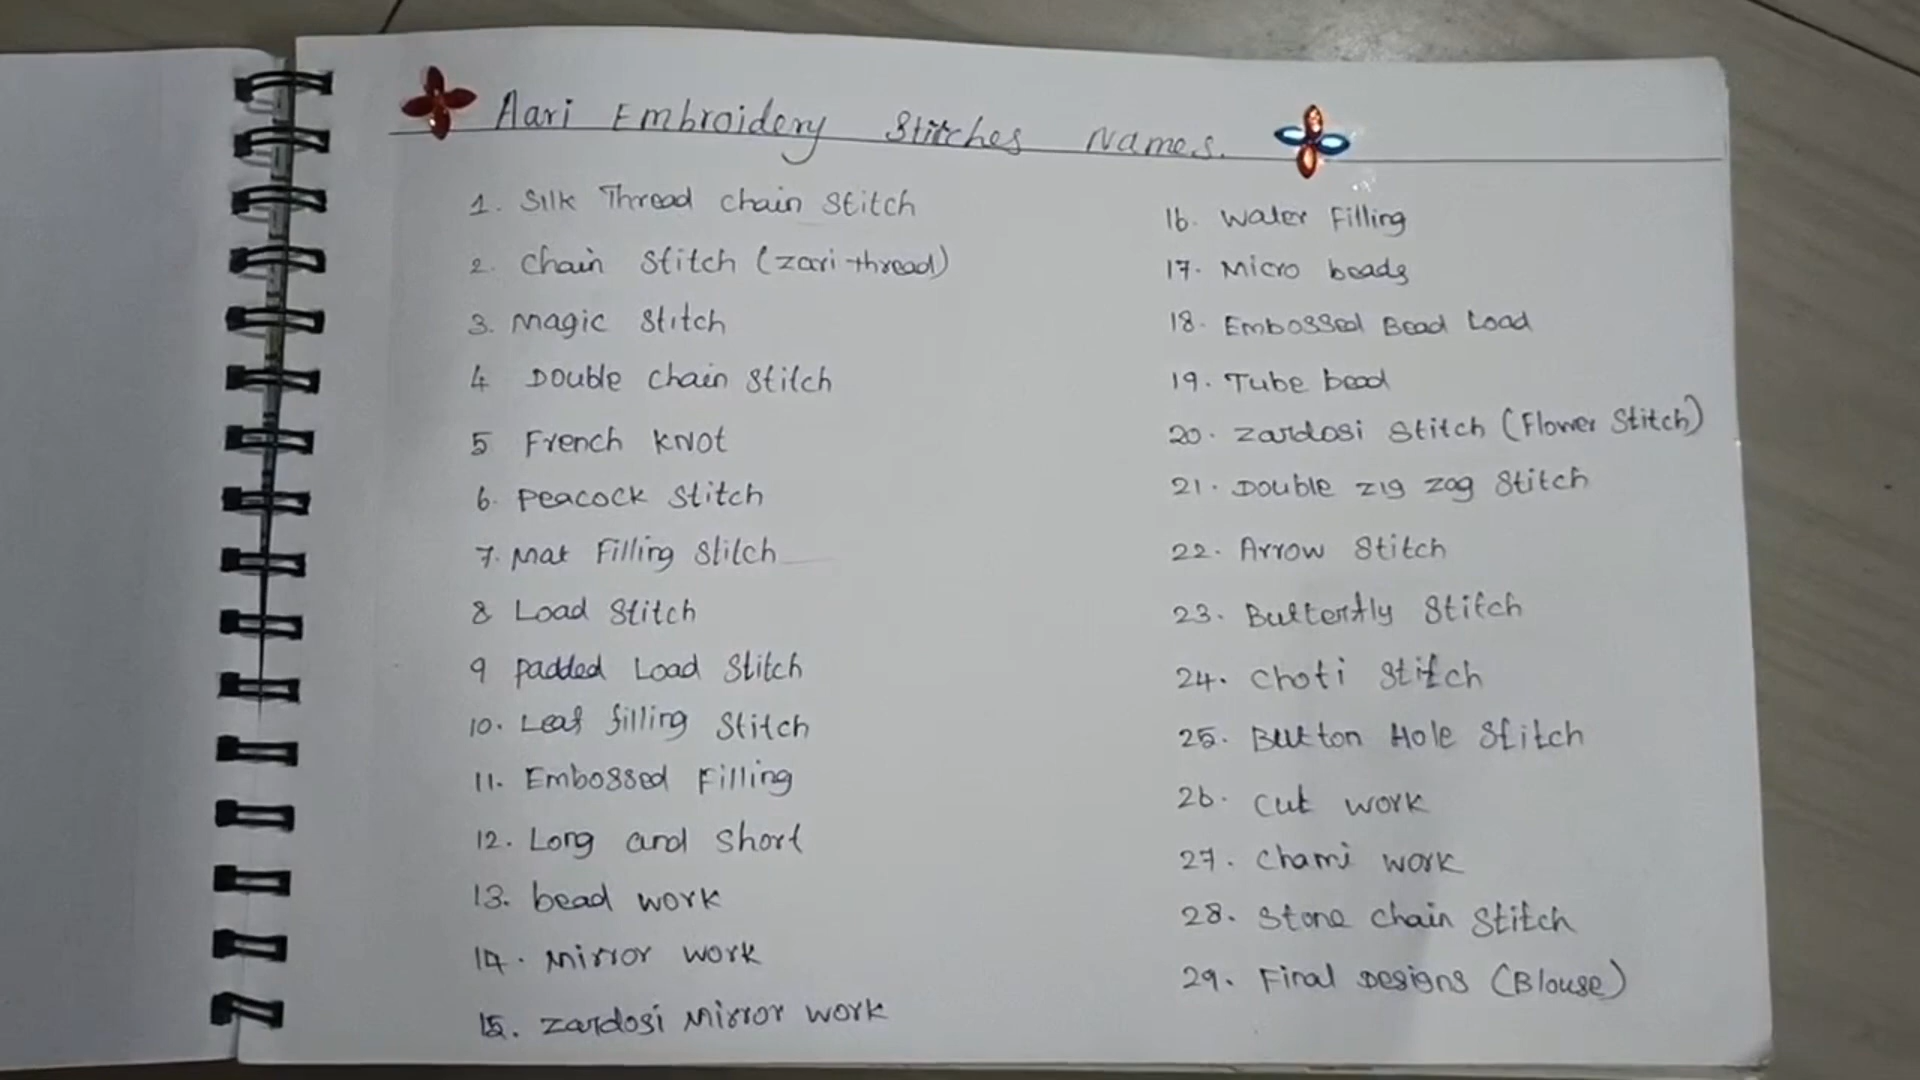 Aari Embroidery Stitches Names.
1. Silk Thread chain Stitch
2. chain Stitch (zari thread)
3. Magic Stitch
4 Double chain Stitch
5 French knot
6. Peacock Stitch
7. Mat Filling Stitch
8 Load Stitch
9 Padded Load Stitch
10. Leaf filling Stitch
11. Embossed Filling
12. Long and Short
13. bead work
14. Mirror work
15. Zardosi Mirror work
16. Water Filling
17. Micro beads
18. Embossed Bead Load
19. Tube bead
20. Zardosi Stitch (Flower Stitch)
21. Double zig zag Stitch
22. Arrow Stitch
23. Butterfly Stitch
24. Choti Stitch
25. Button Hole Stitch
26. Cut work
27. Chami work
28. Stone chain Stitch
29. Final Designs (Blouse)